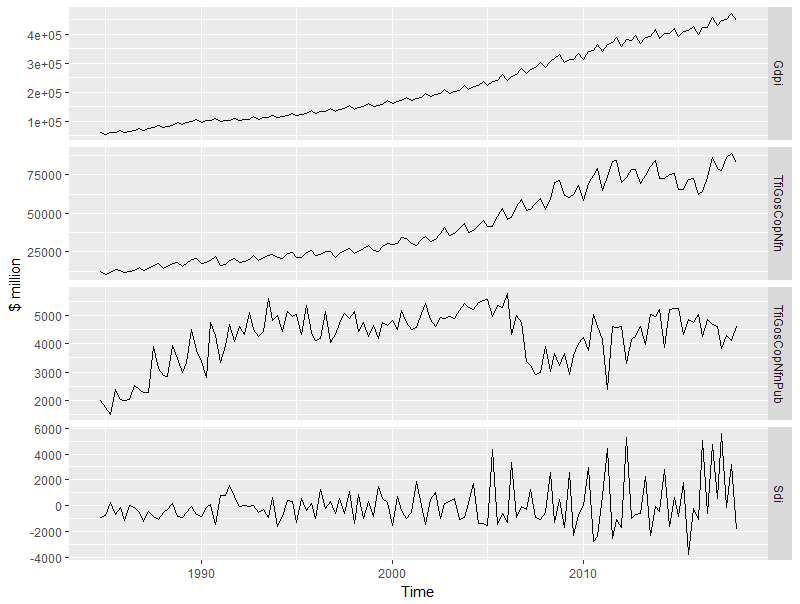 4e+05
3e+05
2e+05
1e+05
Gdpi
75000
50000
25000
TfiGosCopNfn
5000
4000
3000
2000
TfiGosCopNfnPub
6000
4000
2000
0
-2000
-4000
Sdi
$ million
1990
2000
2010
Time